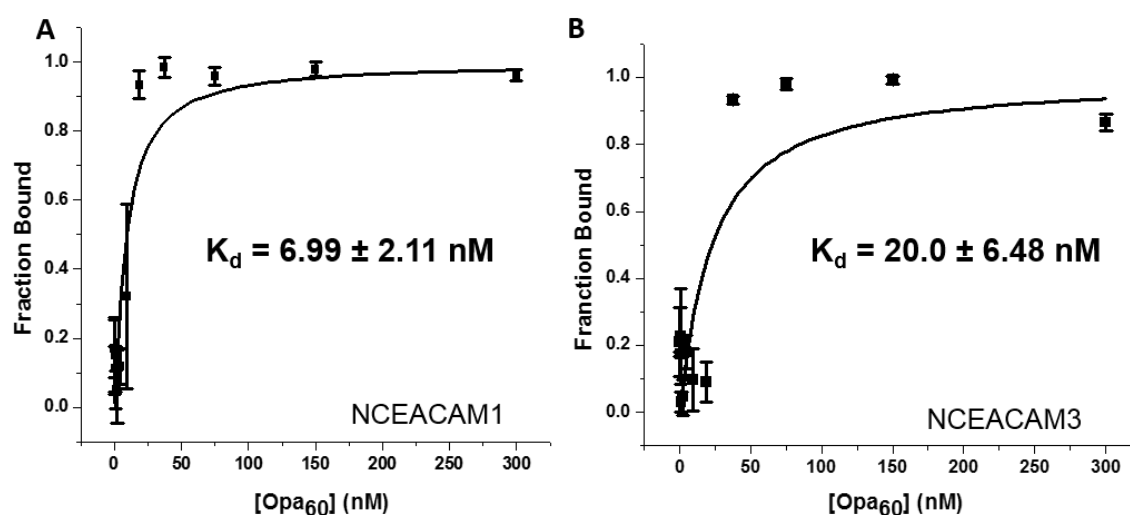 A
Fraction Bound
1.0
0.8
0.6
0.4
0.2
0.0
K_d = 6.99 ± 2.11 nM
NCEACAM1
0 50 100 150 200 250 300
[Opa₆₀] (nM)
B
Franction Bound
1.0
0.8
0.6
0.4
0.2
0.0
K_d = 20.0 ± 6.48 nM
NCEACAM3
0 50 100 150 200 250 300
[Opa₆₀] (nM)